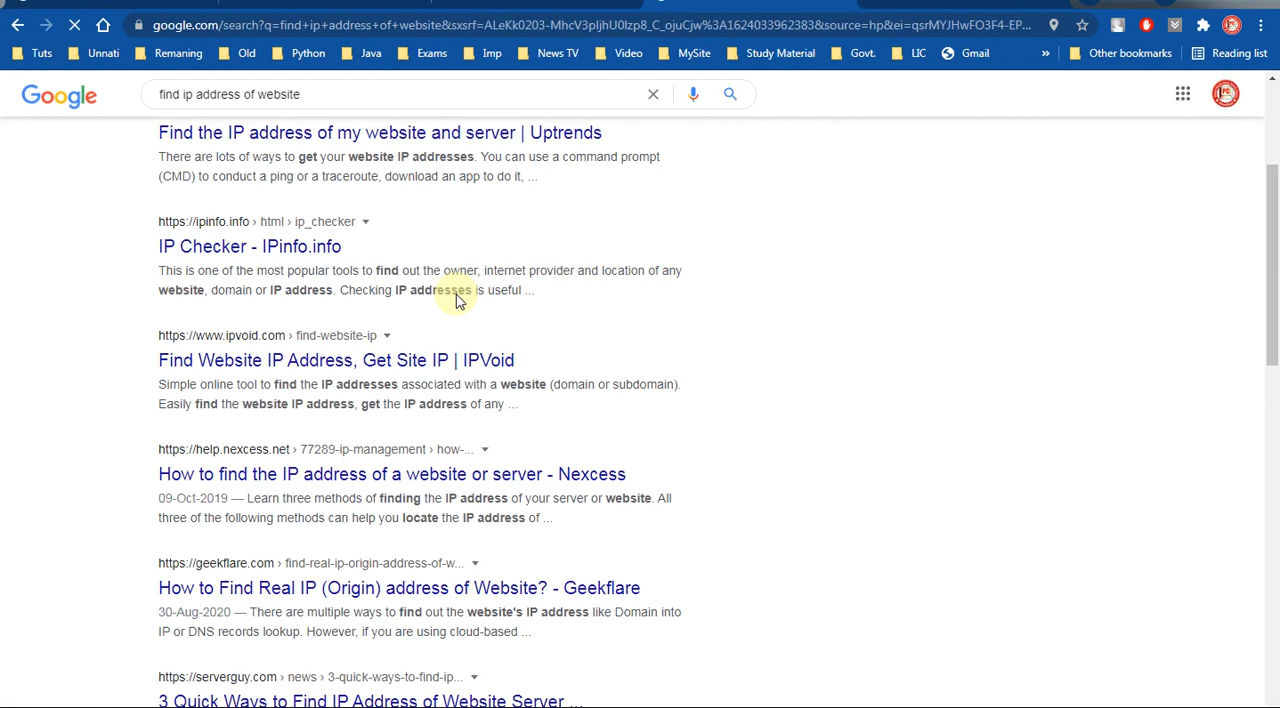 google.com/search?q=find+ip+address+of+website&sxsrf=ALeKk0203-MhcV3pIjhU0lzp8_C_ojuCjw%3A1624033962383&source=hp&ei=qsrMYJHwFO3F4-EP...
Tuts Unnati Remaning Old Python Java Exams Imp News TV Video MySite Study Material Govt. LIC Gmail » Other bookmarks Reading list
Google find ip address of website
Find the IP address of my website and server | Uptrends
There are lots of ways to get your website IP addresses. You can use a command prompt
(CMD) to conduct a ping or a traceroute, download an app to do it, ...
https://ipinfo.info › html › ip_checker
IP Checker - IPinfo.info
This is one of the most popular tools to find out the owner, internet provider and location of any
website, domain or IP address. Checking IP addresses is useful ...
https://www.ipvoid.com › find-website-ip
Find Website IP Address, Get Site IP | IPVoid
Simple online tool to find the IP addresses associated with a website (domain or subdomain).
Easily find the website IP address, get the IP address of any ...
https://help.nexcess.net › 77289-ip-management › how-...
How to find the IP address of a website or server - Nexcess
09-Oct-2019 — Learn three methods of finding the IP address of your server or website. All
three of the following methods can help you locate the IP address of ...
https://geekflare.com › find-real-ip-origin-address-of-w...
How to Find Real IP (Origin) address of Website? - Geekflare
30-Aug-2020 — There are multiple ways to find out the website's IP address like Domain into
IP or DNS records lookup. However, if you are using cloud-based ...
https://serverguy.com › news › 3-quick-ways-to-find-ip...
3 Quick Ways to Find IP Address of Website Server ...